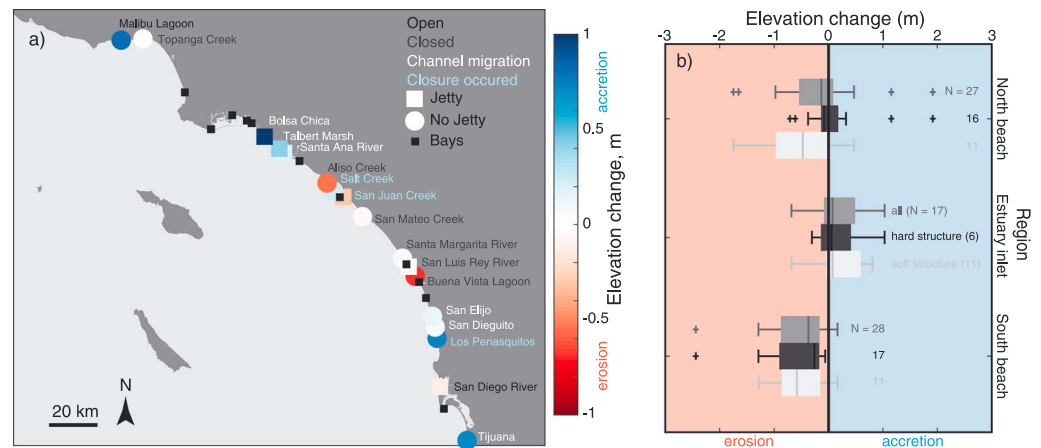 a)
Malibu Lagoon
Topanga Creek
Open
Closed
Channel migration
Closure occured
Jetty
No Jetty
Bays
Bolsa Chica
Talbert Marsh
Santa Ana River
Aliso Creek
Salt Creek
San Juan Creek
San Mateo Creek
Santa Margarita River
San Luis Rey River
Buena Vista Lagoon
San Elijo
San Dieguito
Los Penasquitos
San Diego River
Tijuana
N
20 km
1
0.5
0
-0.5
-1
accretion
erosion
Elevation change, m
Elevation change (m)
-3 -2 -1 0 1 2 3
b)
N = 27
16
11
all (N = 17)
hard structure (6)
soft structure (11)
N = 28
17
11
North beach
Estuary inlet
South beach
Region
erosion accretion